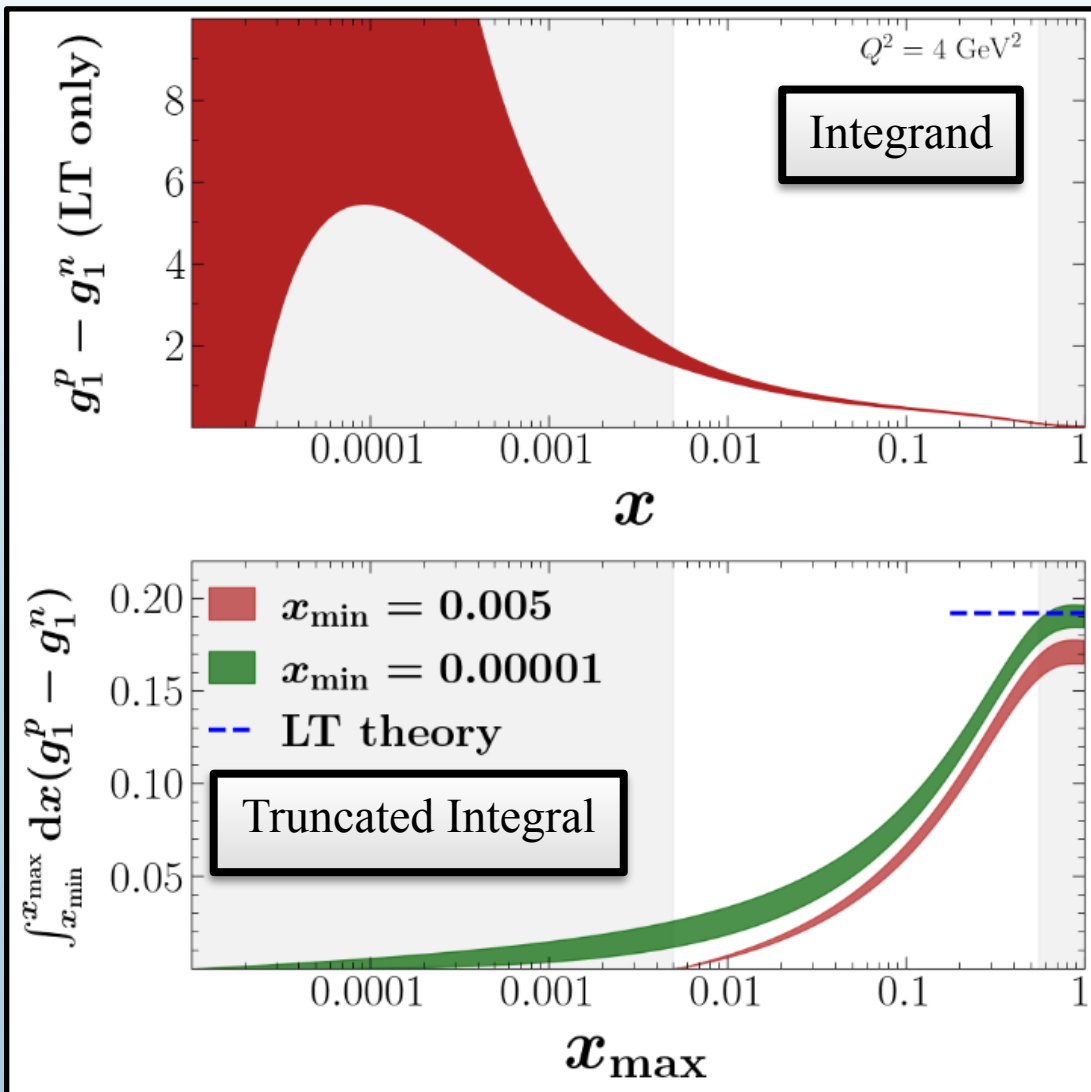 g₁ᵖ − g₁ⁿ (LT only)
8
6
4
2
Q² = 4 GeV²
Integrand
0.0001 0.001 0.01 0.1 1
x
∫ₓₘᵢₙˣᵐᵃˣ dx(g₁ᵖ − g₁ⁿ)
0.20
0.15
0.10
0.05
x_min = 0.005
x_min = 0.00001
LT theory
Truncated Integral
0.0001 0.001 0.01 0.1 1
x_max